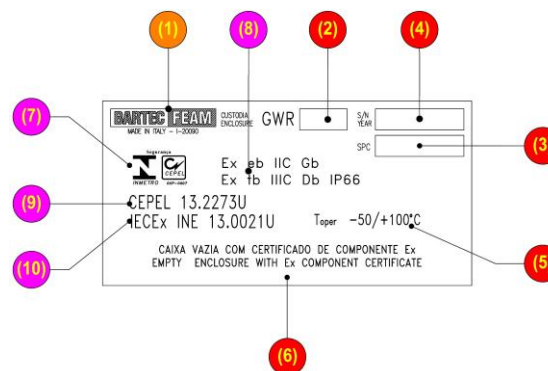 (1)
(8)
(2)
(4)
(7)
BARTEC FEAM
MADE IN ITALY - I-20090
CUSTODIA
ENCLOSURE
GWR
S/N
YEAR
SPC
(3)
Segurança
INMETRO
CEPEL
Ex eb IIC Gb
Ex tb IIIC Db IP66
(9)
CEPEL 13.2273U
IECEx INE 13.0021U
Toper -50/+100°C
(10)
CAIXA VAZIA COM CERTIFICADO DE COMPONENTE Ex
EMPTY ENCLOSURE WITH Ex COMPONENT CERTIFICATE
(5)
(6)